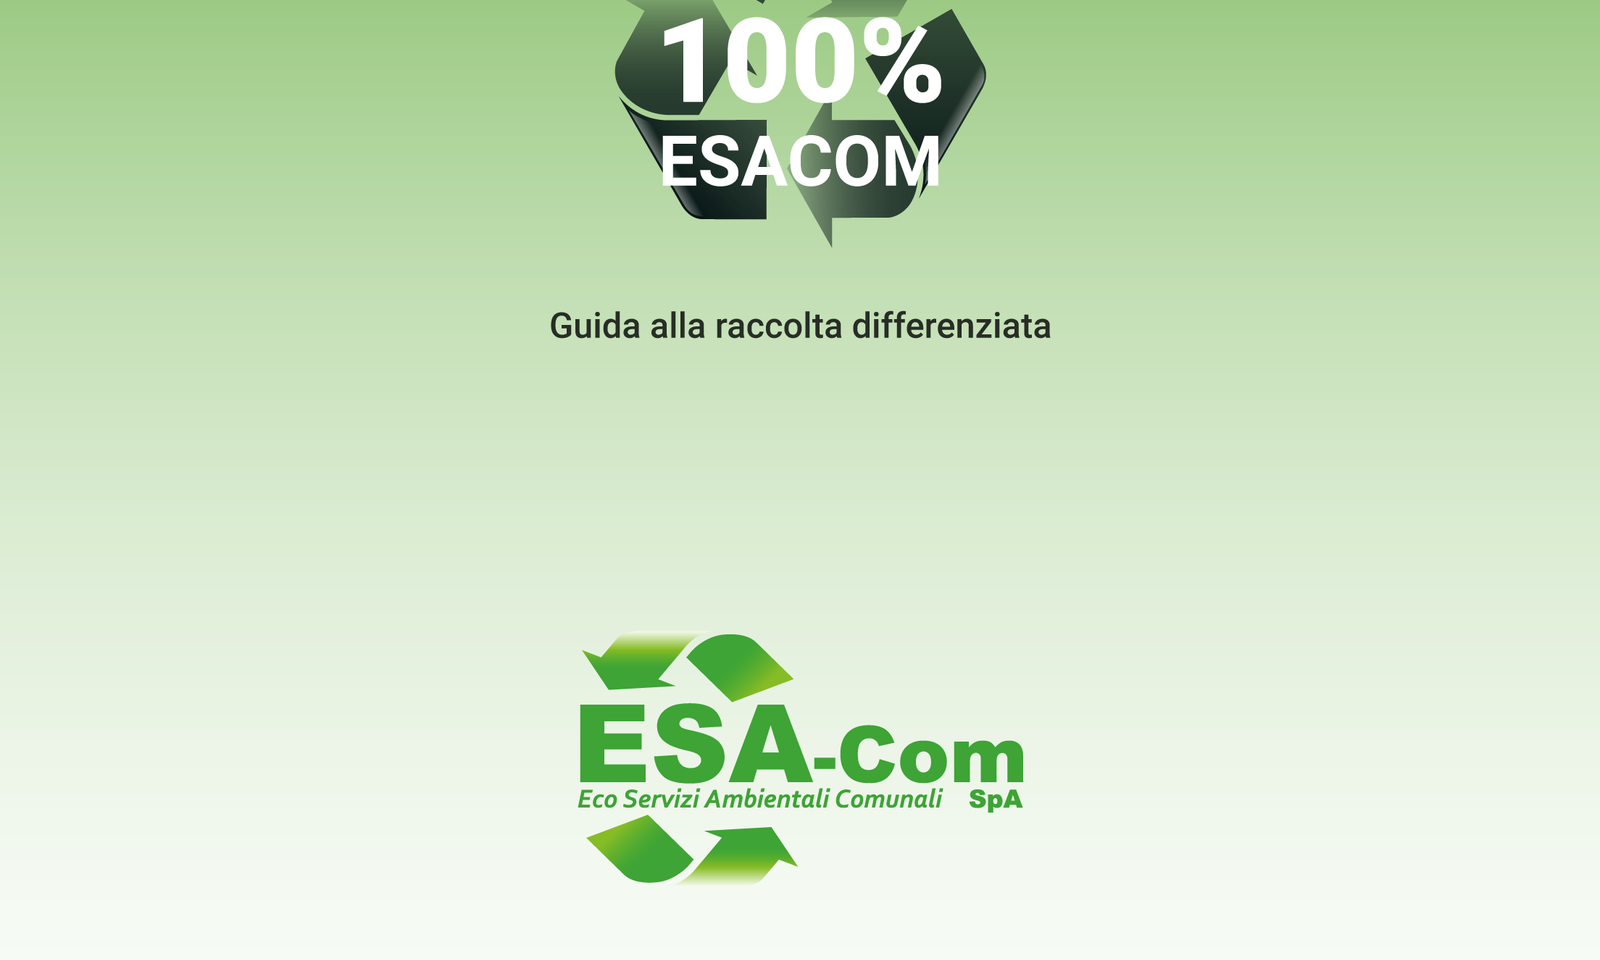 100%
ESACOM
Guida alla raccolta differenziata
ESA-Com
Eco Servizi Ambientali Comunali SpA